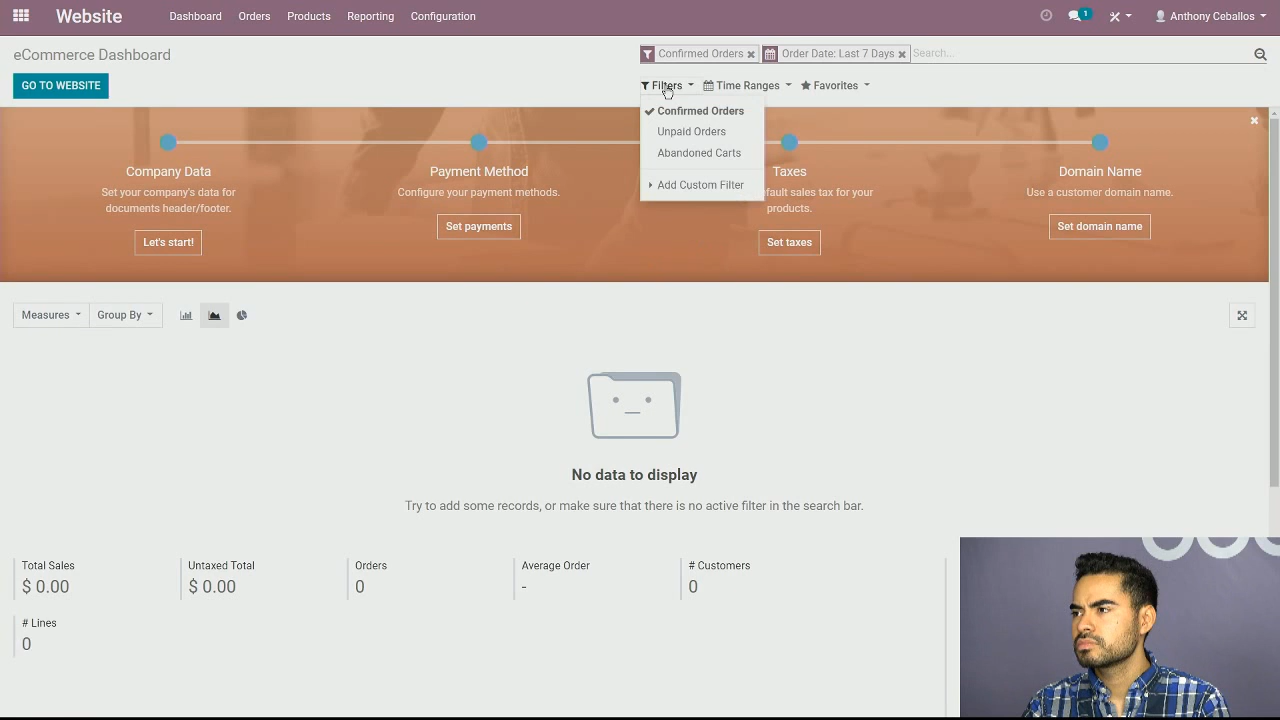 Website
Dashboard
Orders
Products
Reporting
Configuration
1
Anthony Ceballos
eCommerce Dashboard
Confirmed Orders
Order Date: Last 7 Days
Search...
GO TO WEBSITE
Filters
Time Ranges
Favorites
Confirmed Orders
Unpaid Orders
Abandoned Carts
Add Custom Filter
Company Data
Set your company's data for
documents header/footer.
Let's start!
Payment Method
Configure your payment methods.
Set payments
Taxes
fault sales tax for your
products.
Set taxes
Domain Name
Use a customer domain name.
Set domain name
Measures
Group By
No data to display
Try to add some records, or make sure that there is no active filter in the search bar.
Total Sales
$ 0.00
Untaxed Total
$ 0.00
Orders
0
Average Order
-
# Customers
0
# Lines
0